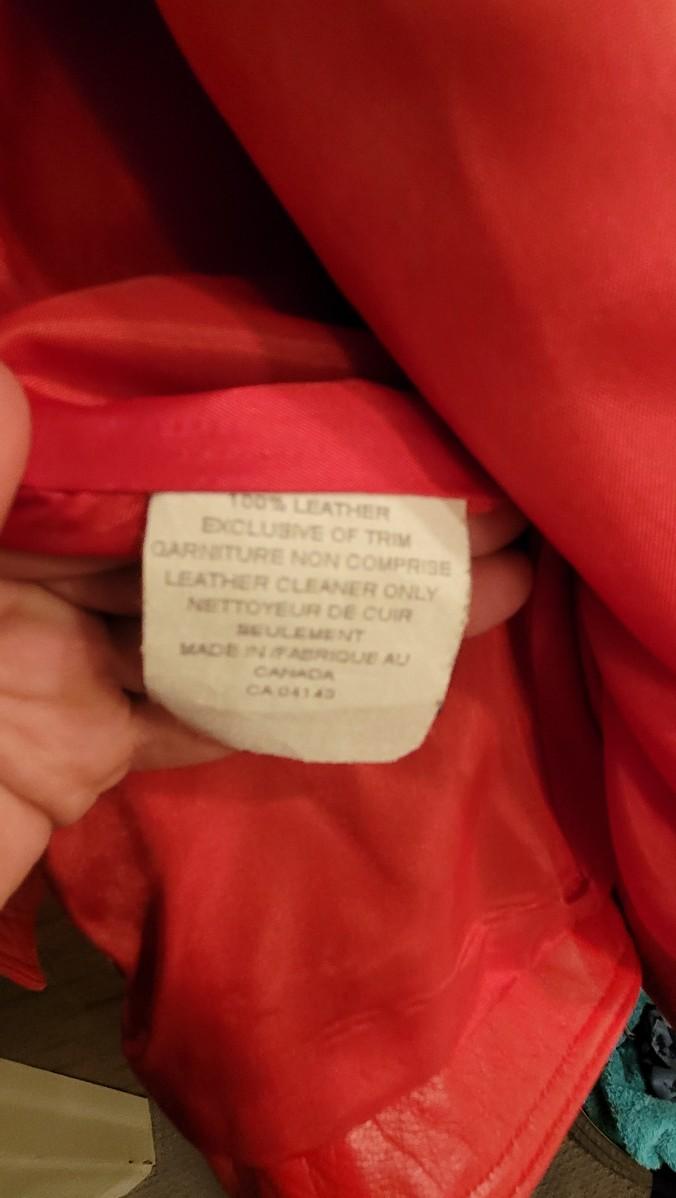 100% LEATHER
EXCLUSIVE OF TRIM
GARNITURE NON COMPRISE
LEATHER CLEANER ONLY
NETTOYEUR DE CUIR
SEULEMENT
MADE IN/FABRIQUE AU
CANADA
CA 04143